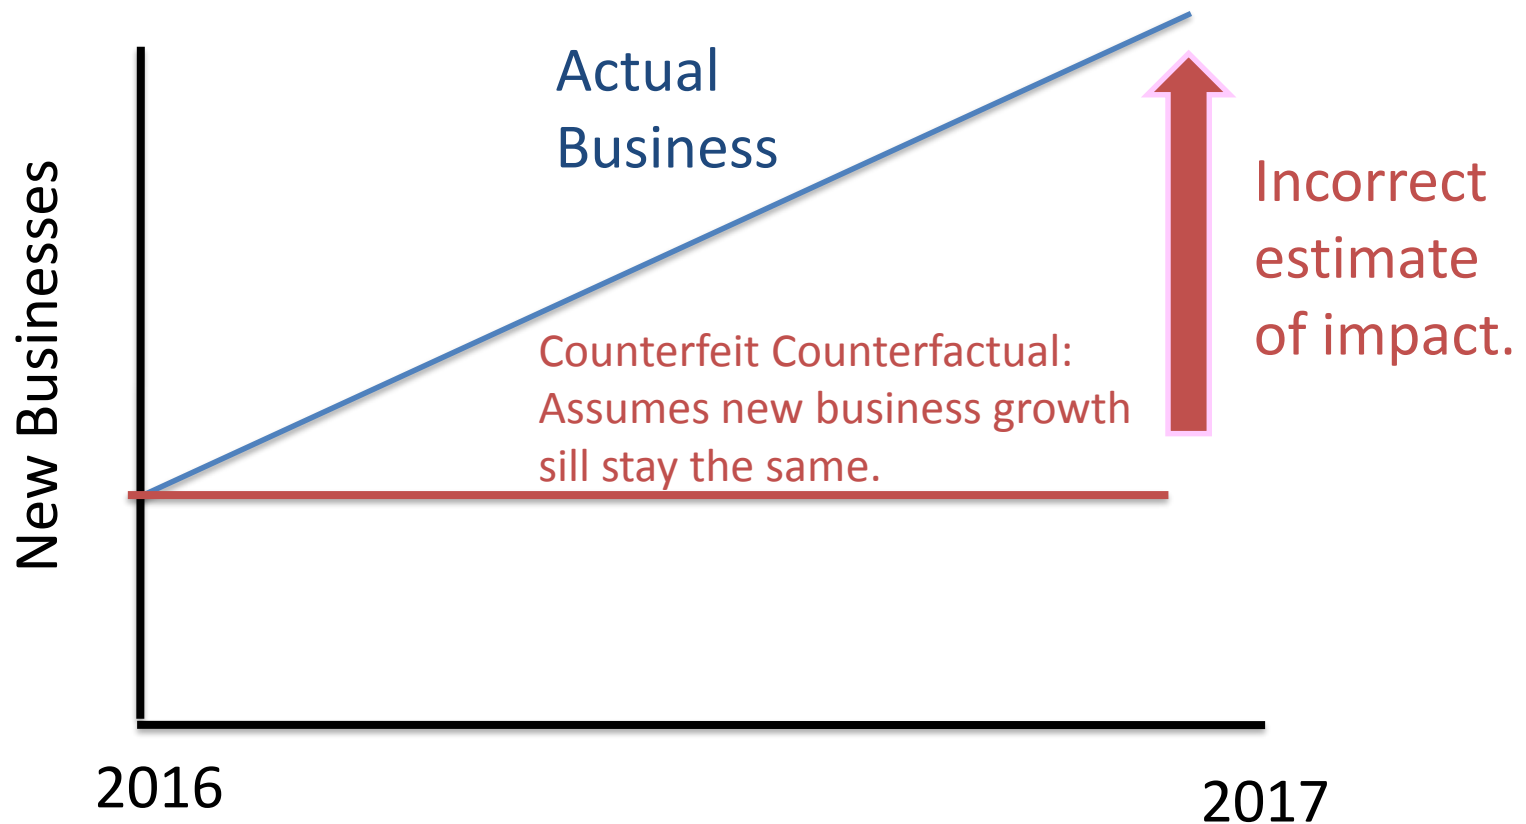 Actual
Business
New Businesses
Incorrect
estimate
of impact.
Counterfeit Counterfactual:
Assumes new business growth
sill stay the same.
2016
2017